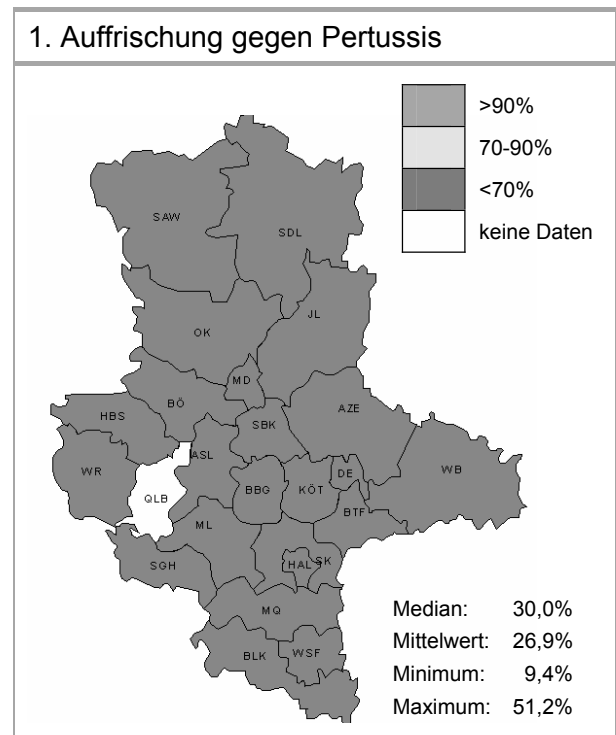 1. Auffrischung gegen Pertussis
>90%
70-90%
<70%
keine Daten
SAW
SDL
JL
OK
MD
BÖ
AZE
HBS
SBK
ASL
WR
DE
WB
QLB
BBG
KÖT
BTF
ML
SGH
HAL
SK
MQ
BLK
WSF
Median: 30,0%
Mittelwert: 26,9%
Minimum: 9,4%
Maximum: 51,2%